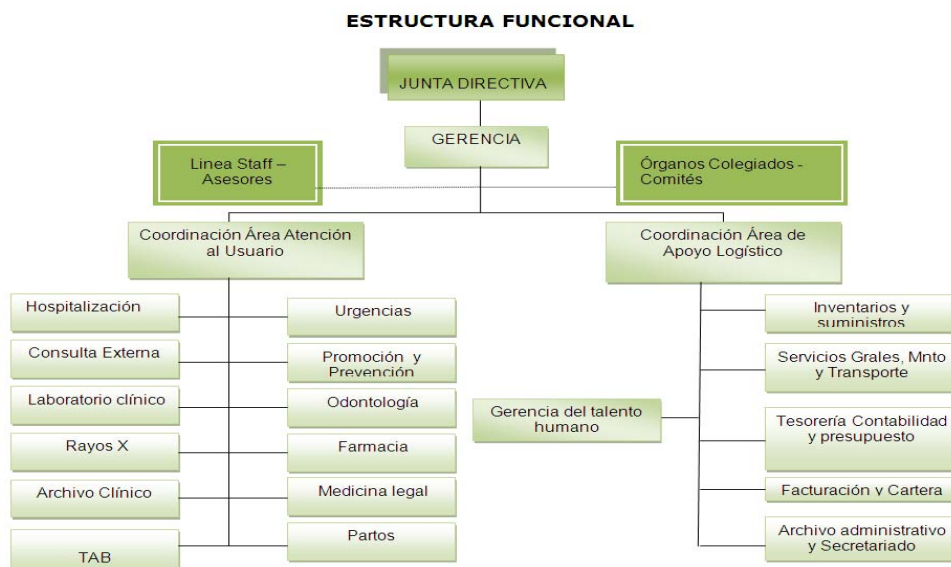 ESTRUCTURA FUNCIONAL
JUNTA DIRECTIVA
GERENCIA
Linea Staff –
Asesores
Órganos Colegiados -
Comités
Coordinación Área Atención
al Usuario
Coordinación Área de
Apoyo Logístico
Hospitalización
Urgencias
Consulta Externa
Promoción y
Prevención
Laboratorio clínico
Odontología
Rayos X
Farmacia
Archivo Clínico
Medicina legal
TAB
Partos
Gerencia del talento
humano
Inventarios y
suministros
Servicios Grales, Mnto
y Transporte
Tesorería Contabilidad
y presupuesto
Facturación y Cartera
Archivo administrativo
y Secretariado